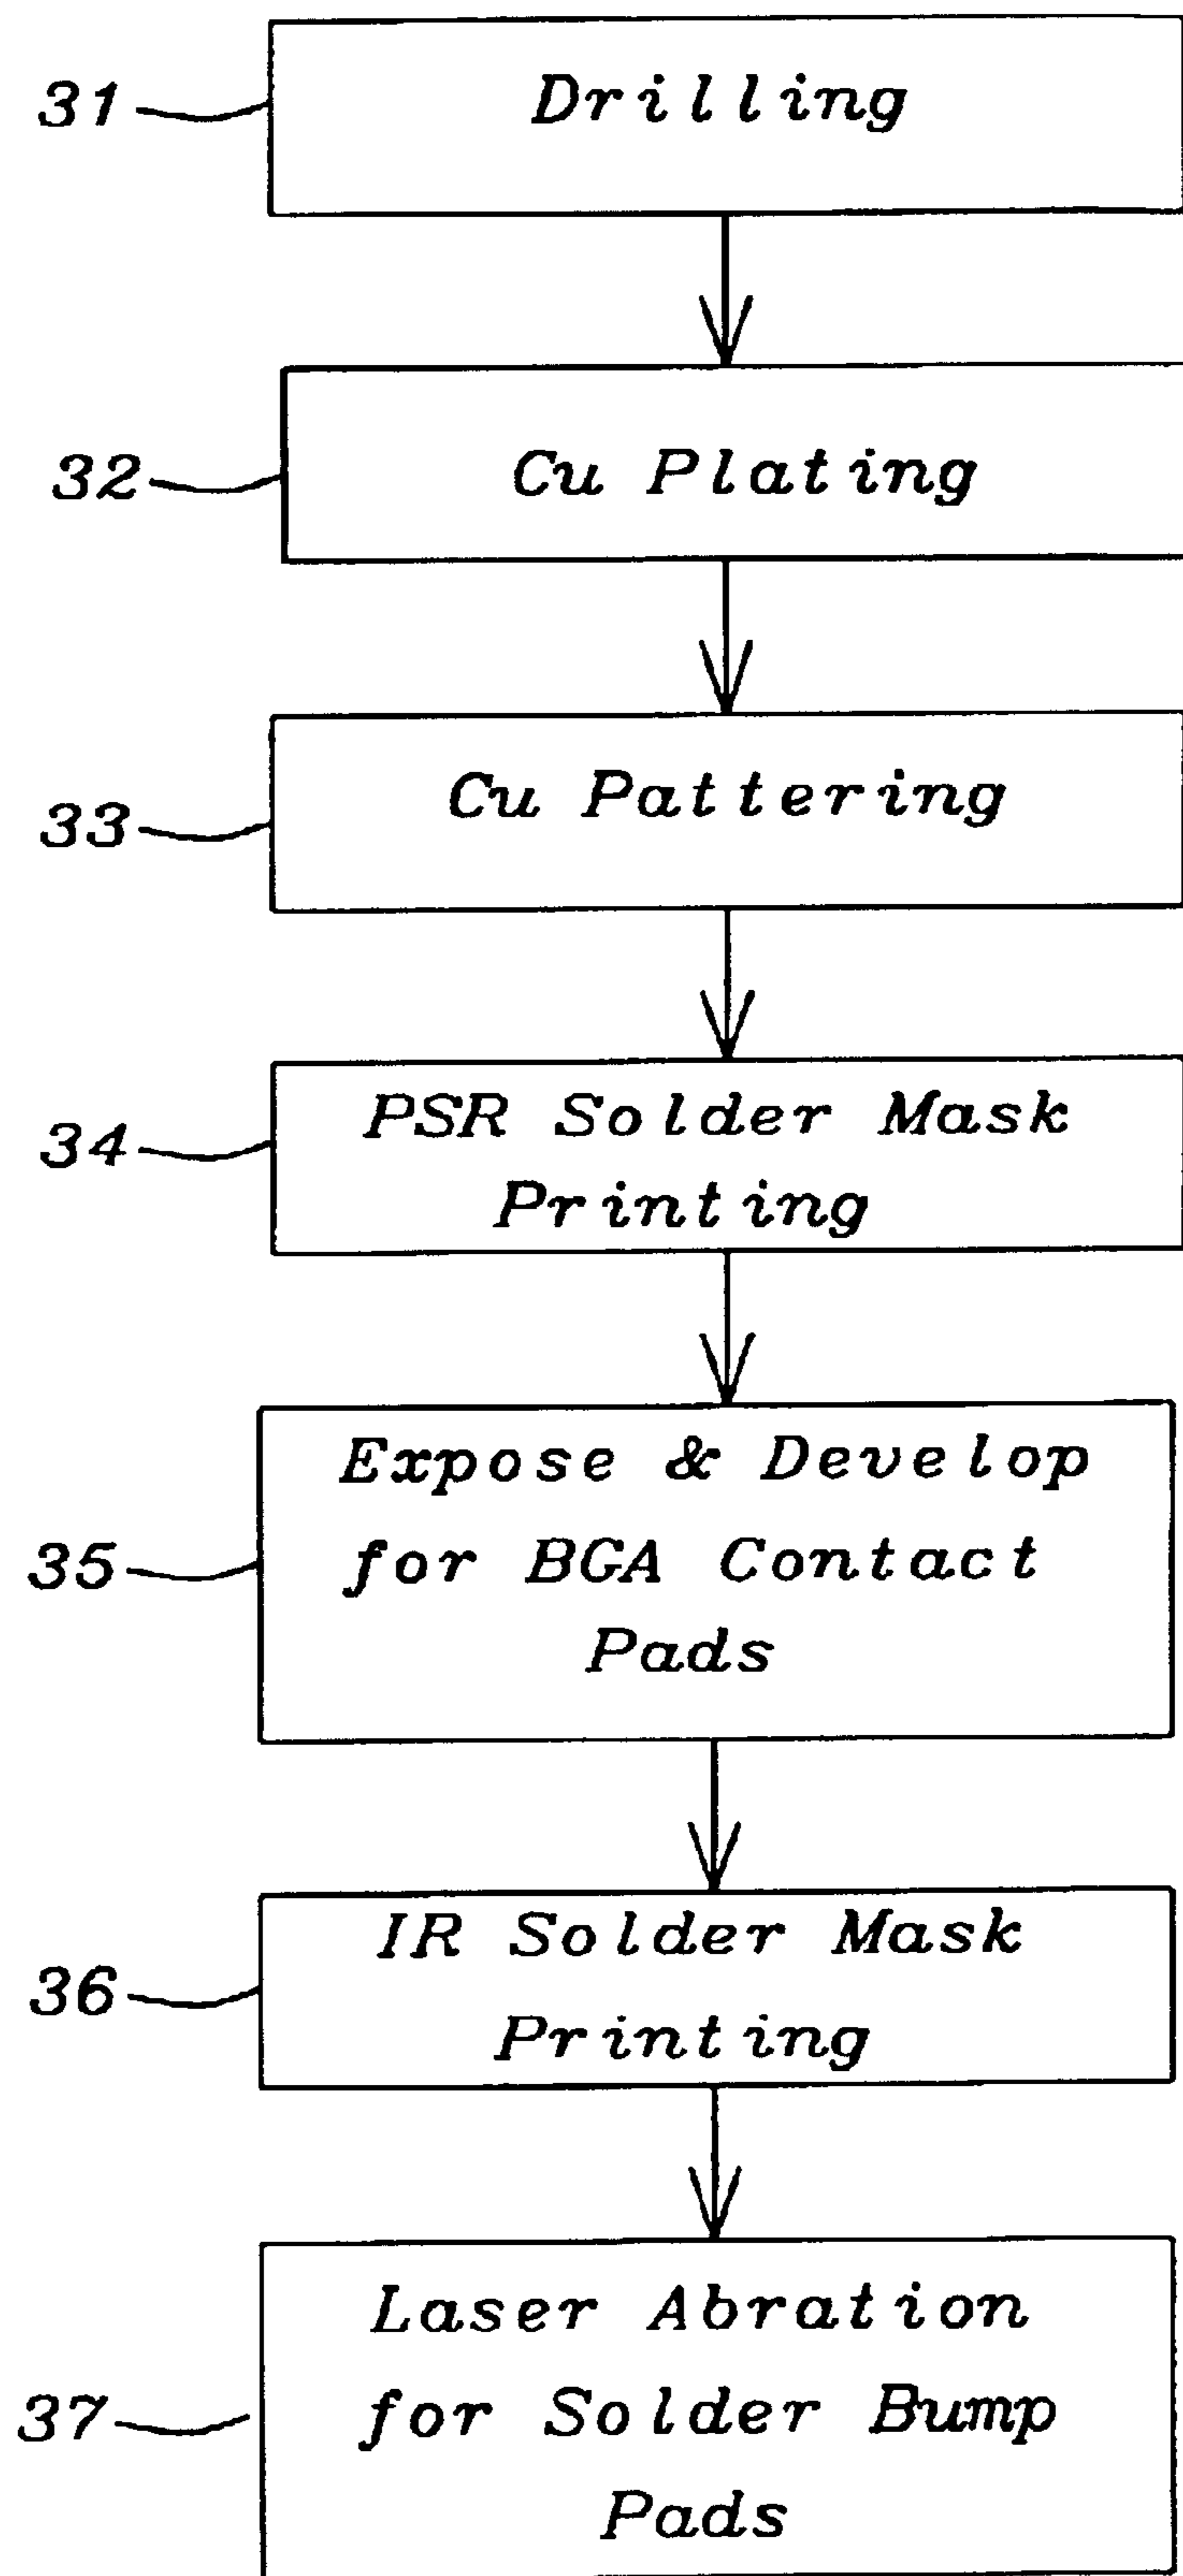 31 Drilling
32 Cu Plating
33 Cu Pattering
PSR Solder Mask
34
Printing
Expose & Develop
35 for BGA Contact
Pads
IR Solder Mask
36
Printing
Laser Abration
37 for Solder Bump
Pads